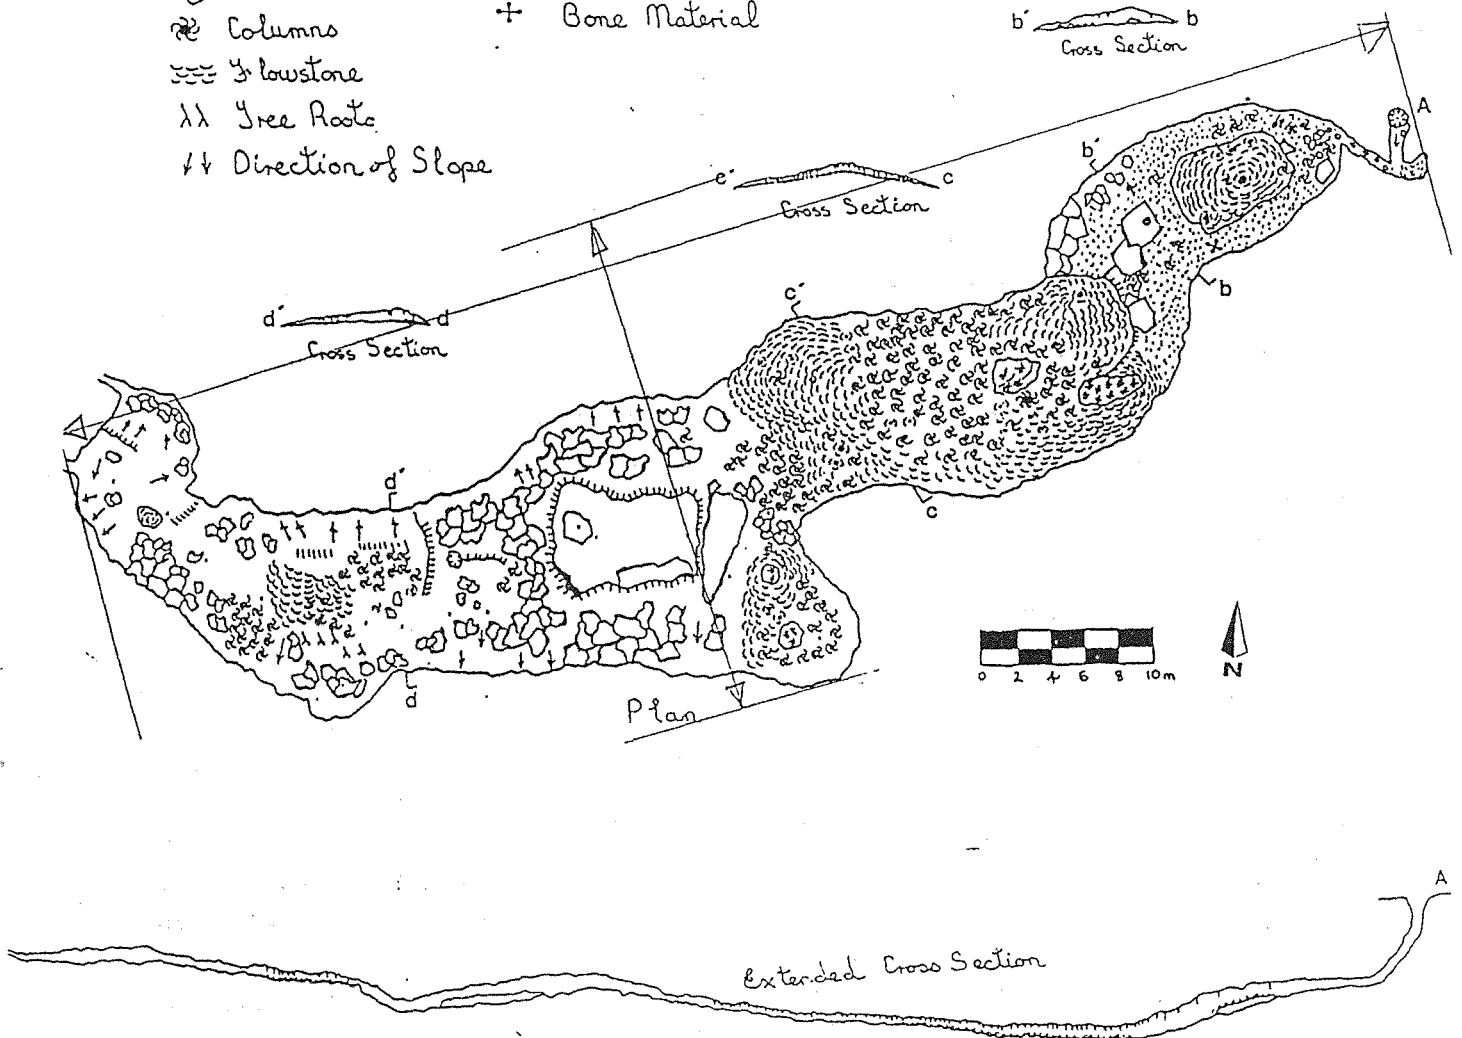 Columns
Flowstone
Tree Roots
Direction of Slope
Bone Material
b´ b
Cross Section
c´ c
Cross Section
d´ d
Cross Section
A
b´
b
c´
c
d´
d
Plan
0 2 4 6 8 10m
N
A
Extended Cross Section